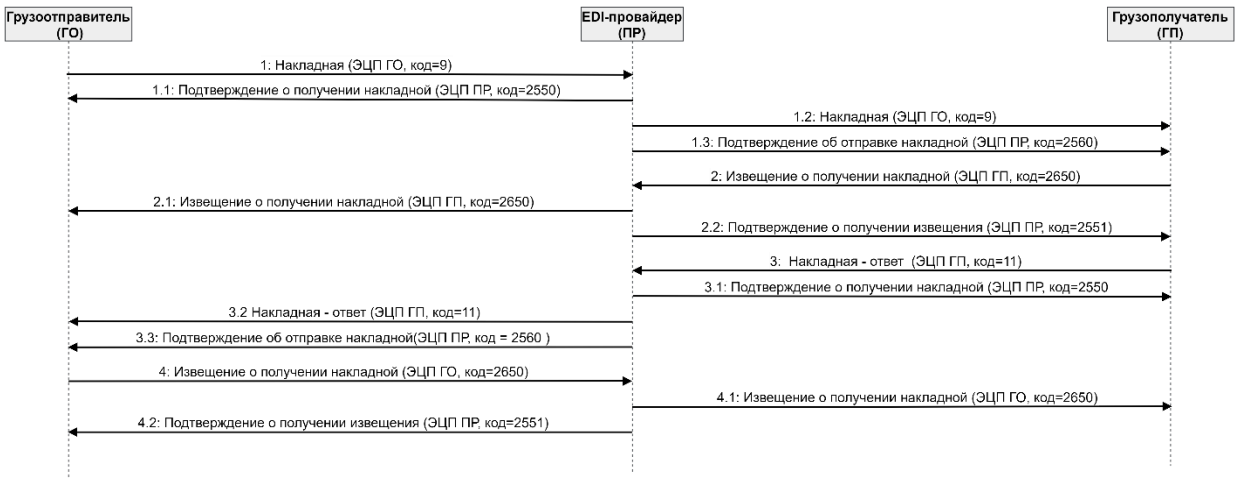 Грузоотправитель
(ГО)
EDI-провайдер
(ПР)
Грузополучатель
(ГП)
1: Накладная (ЭЦП ГО, код=9)
1.1: Подтверждение о получении накладной (ЭЦП ПР, код=2550)
1.2: Накладная (ЭЦП ГО, код=9)
1.3: Подтверждение об отправке накладной (ЭЦП ПР, код=2560)
2: Извещение о получении накладной (ЭЦП ГП, код=2650)
2.1: Извещение о получении накладной (ЭЦП ГП, код=2650)
2.2: Подтверждение о получении извещения (ЭЦП ПР, код=2551)
3: Накладная - ответ (ЭЦП ГП, код=11)
3.1: Подтверждение о получении накладной (ЭЦП ПР, код=2550
3.2 Накладная - ответ (ЭЦП ГП, код=11)
3.3: Подтверждение об отправке накладной(ЭЦП ПР, код = 2560 )
4: Извещение о получении накладной (ЭЦП ГО, код=2650)
4.1: Извещение о получении накладной (ЭЦП ГО, код=2650)
4.2: Подтверждение о получении извещения (ЭЦП ПР, код=2551)